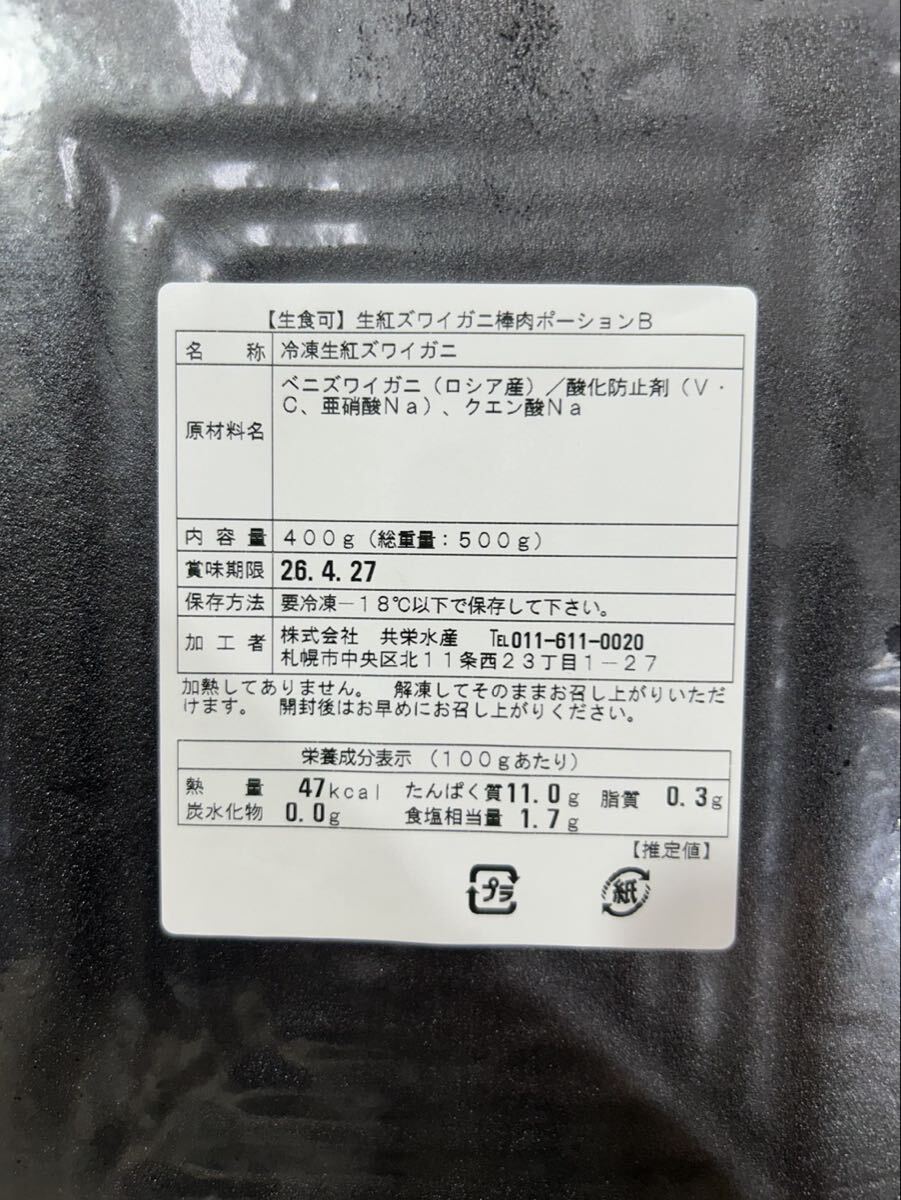 【生食可】生紅ズワイガニ棒肉ポーションＢ
名称 冷凍生紅ズワイガニ
原材料名 ベニズワイガニ（ロシア産）／酸化防止剤（Ｖ・
Ｃ、亜硝酸Ｎａ）、クエン酸Ｎａ
内容量 ４００ｇ（総重量：５００ｇ）
賞味期限 26.4.27
保存方法 要冷凍－１８℃以下で保存して下さい。
加工者 株式会社　共栄水産　℡011-611-0020
札幌市中央区北１１条西２３丁目１－２７
加熱してありません。　解凍してそのままお召し上がりいただ
けます。　開封後はお早めにお召し上がりください。
栄養成分表示（１００ｇあたり）
熱量 47kcal たんぱく質11.0g 脂質 0.3g
炭水化物 0.0g 食塩相当量 1.7g
【推定値】
プラ 紙